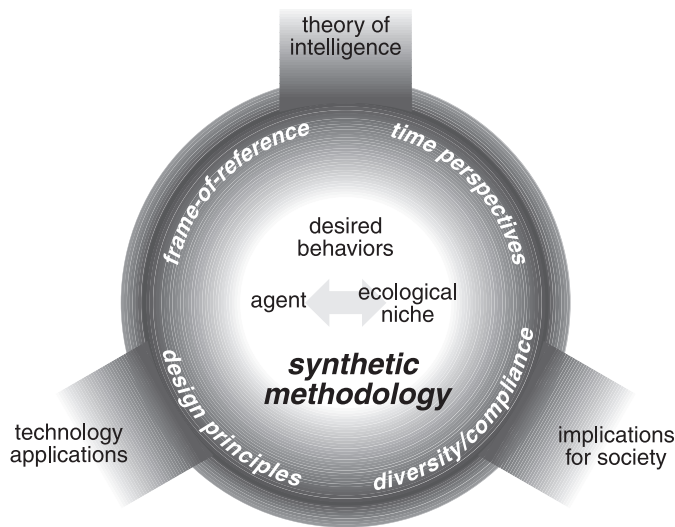 theory of
intelligence
frame-of-reference
time perspectives
desired
behaviors
agent
ecological
niche
synthetic
methodology
design principles
diversity/compliance
technology
applications
implications
for society